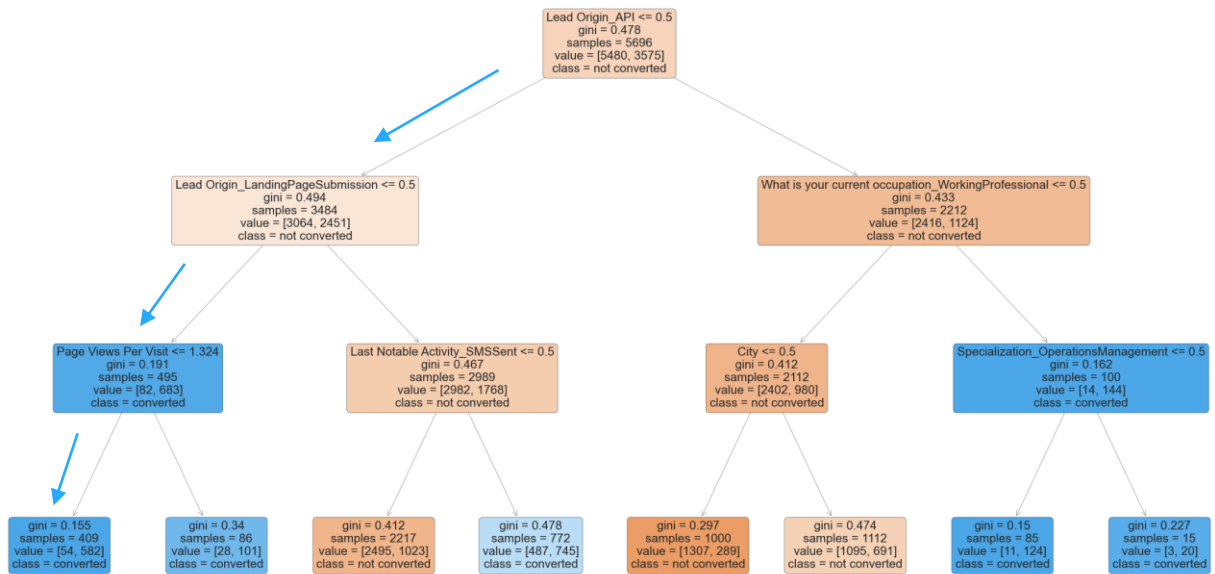 Lead Origin_API <= 0.5
gini = 0.478
samples = 5696
value = [5480, 3575]
class = not converted
Lead Origin_LandingPageSubmission <= 0.5
gini = 0.494
samples = 3484
value = [3064, 2451]
class = not converted
What is your current occupation_WorkingProfessional <= 0.5
gini = 0.433
samples = 2212
value = [2416, 1124]
class = not converted
Page Views Per Visit <= 1.324
gini = 0.191
samples = 495
value = [82, 683]
class = converted
Last Notable Activity_SMSSent <= 0.5
gini = 0.467
samples = 2989
value = [2982, 1768]
class = not converted
City <= 0.5
gini = 0.412
samples = 2112
value = [2402, 980]
class = not converted
Specialization_OperationsManagement <= 0.5
gini = 0.162
samples = 100
value = [14, 144]
class = converted
gini = 0.155
samples = 409
value = [54, 582]
class = converted
gini = 0.34
samples = 86
value = [28, 101]
class = converted
gini = 0.412
samples = 2217
value = [2495, 1023]
class = not converted
gini = 0.478
samples = 772
value = [487, 745]
class = converted
gini = 0.297
samples = 1000
value = [1307, 289]
class = not converted
gini = 0.474
samples = 1112
value = [1095, 691]
class = not converted
gini = 0.15
samples = 85
value = [11, 124]
class = converted
gini = 0.227
samples = 15
value = [3, 20]
class = converted